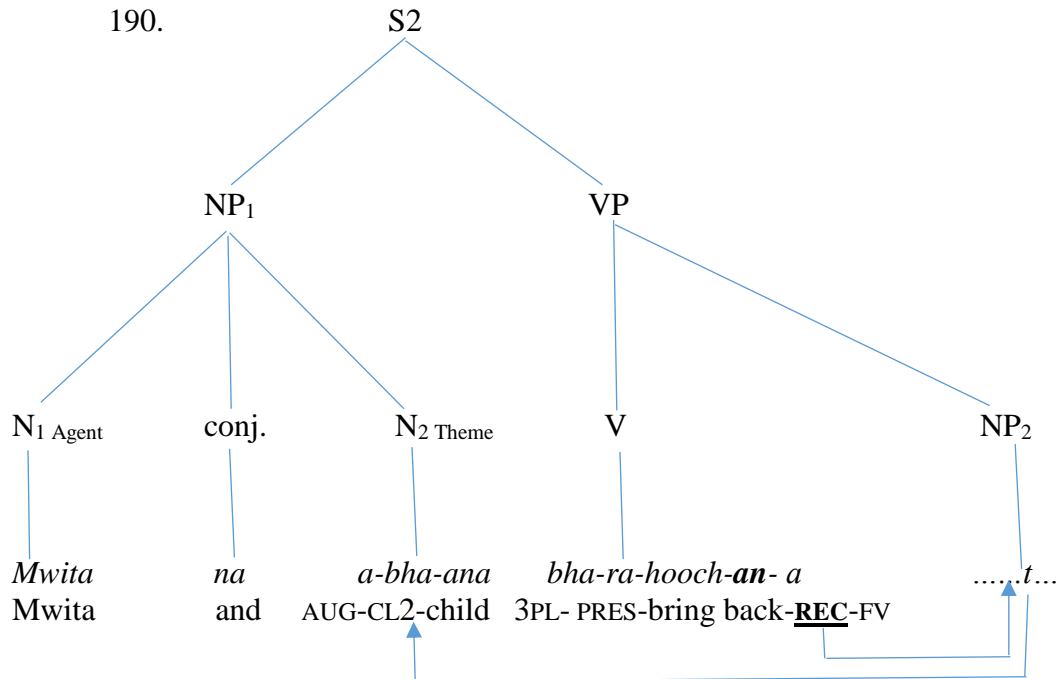 190. S2
NP₁ VP
N₁ Agent conj. N₂ Theme V NP₂
Mwita na a-bha-ana bha-ra-hooch-an- a ......t...
Mwita and AUG-CL2-child 3PL- PRES-bring back-REC-FV